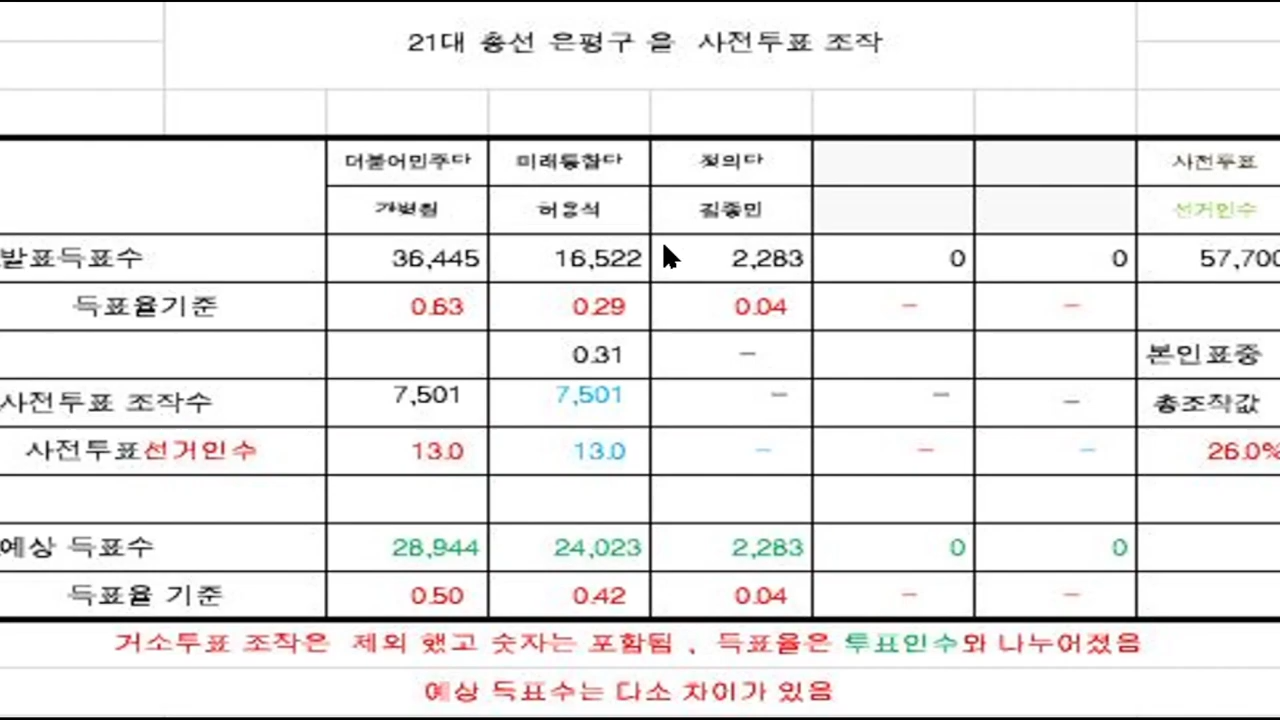 21대 총선 은평구 을 사전투표 조작
더불어민주다 미래통합다 정의다 사전투표
강병원 허용석 김종민 선거인수
발표득표수 36,445 16,522 2,283 0 0 57,700
득표율기준 0.63 0.29 0.04 – – 
0.31 – 본인표중
사전투표 조작수 7,501 7,501 – – – 총조작값
사전투표선거인수 13.0 13.0 – – – 26.0%
예상 득표수 28,944 24,023 2,283 0 0
득표율 기준 0.50 0.42 0.04 – –
거소투표 조작은 제외 했고 숫자는 포함됨 , 득표율은 투표인수와 나누어졌음
예상 득표수는 다소 차이가 있음